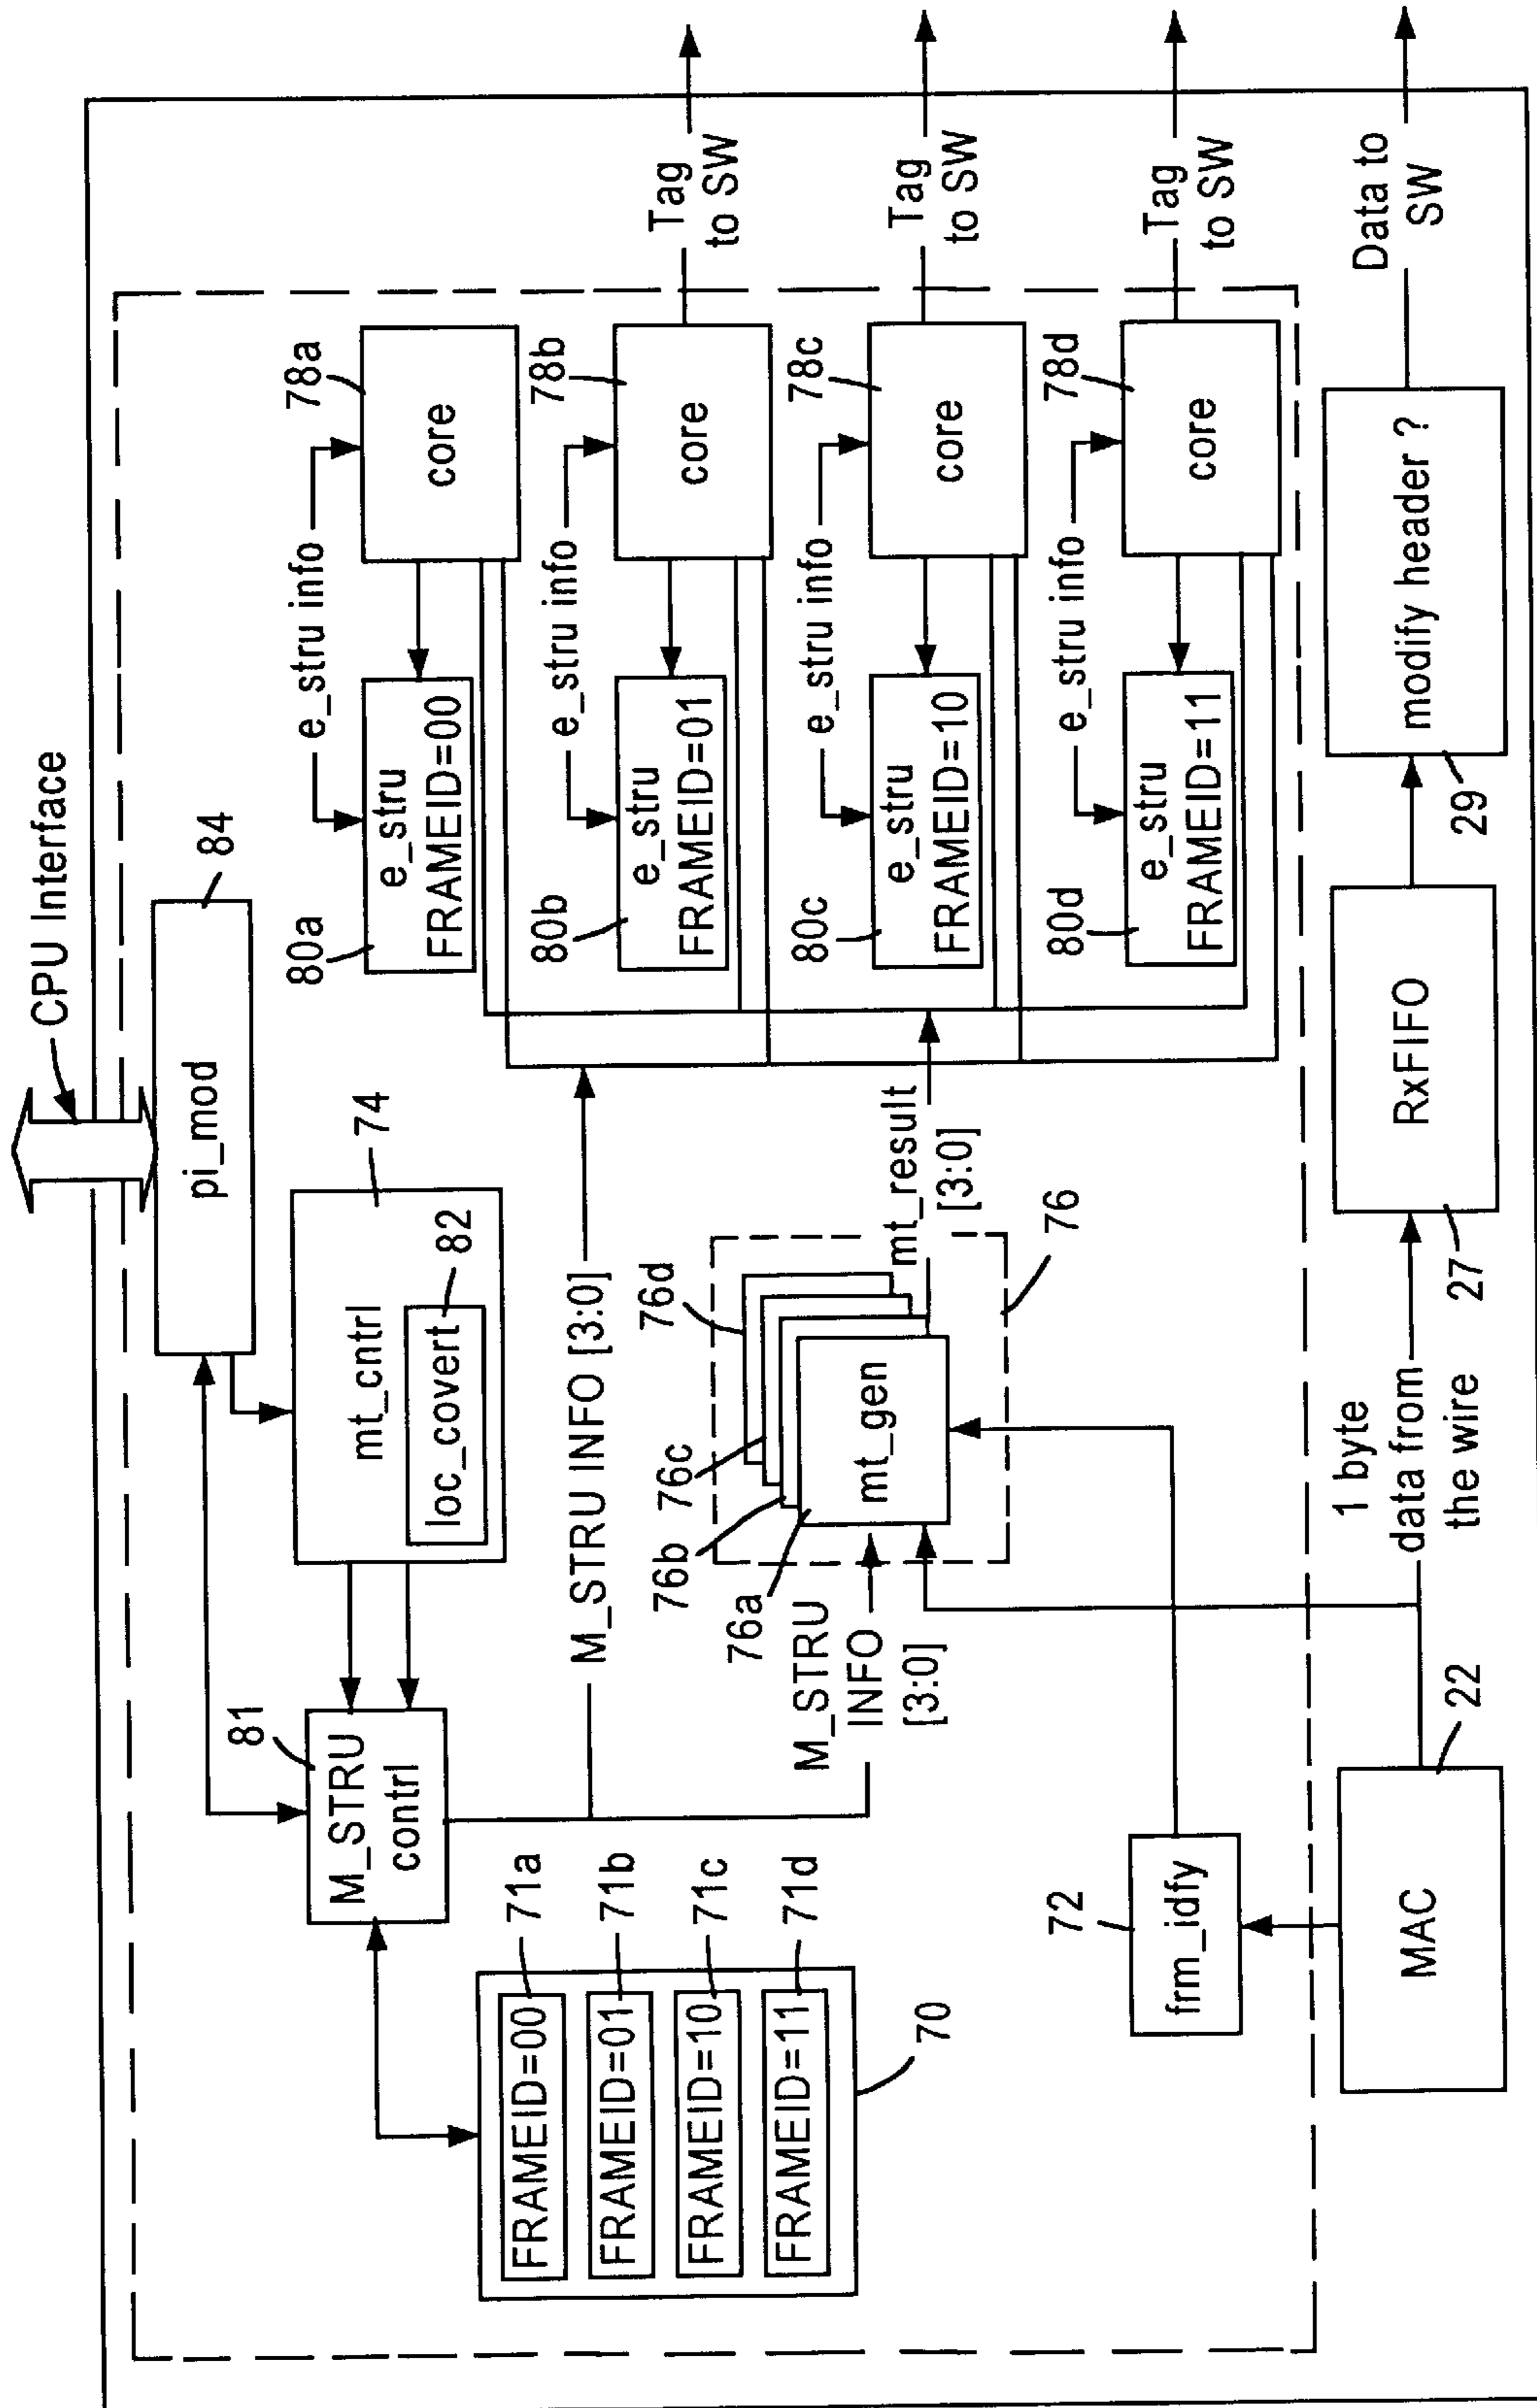 CPU Interface
84
pi_mod
74
mt_cntrl
82
loc_covert
81
M_STRU
contrl
71a
FRAMEID=00
71b
FRAMEID=01
71c
FRAMEID=10
71d
FRAMEID=11
70
M_STRU INFO [3:0]
M_STRU
INFO
[3:0]
76d
76c
76b
76a
mt_gen
76
mt_result
[3:0]
72
frm_idfy
e_stru info
78a
core
80a
e_stru
FRAMEID=00
e_stru info
78b
core
80b
e_stru
FRAMEID=01
Tag
to SW
e_stru info
78c
core
80c
e_stru
FRAMEID=10
Tag
to SW
e_stru info
78d
core
80d
e_stru
FRAMEID=11
Tag
to SW
MAC
22
1 byte
data from
the wire
RxFIFO
27
modify header ?
29
Data to
SW